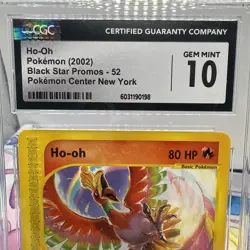 CGC
CERTIFIED GUARANTY COMPANY
Ho-Oh
Pokémon (2002)
Black Star Promos - 52
Pokémon Center New York
6031190198
GEM MINT
10
Ho-oh
80 HP
Basic Pokémon